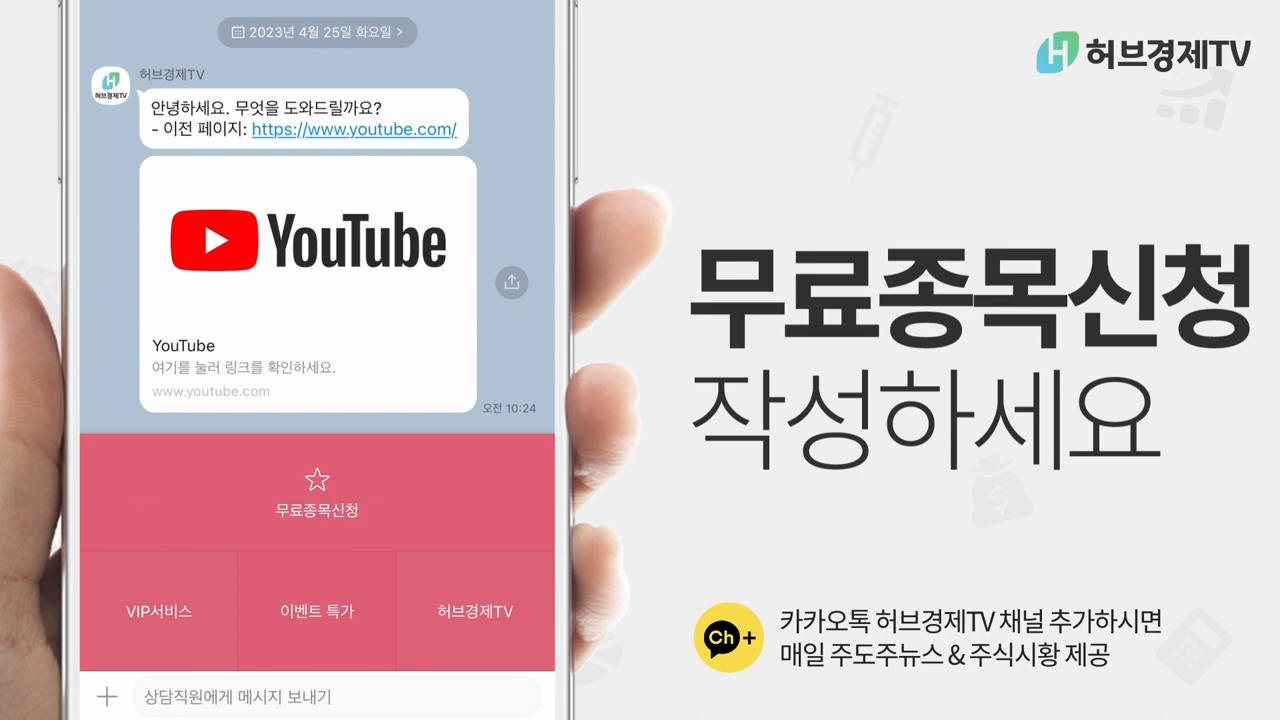 2023년 4월 25일 화요일 >
허브경제TV
허브경제TV
안녕하세요. 무엇을 도와드릴까요?
- 이전 페이지: https://www.youtube.com/
YouTube
YouTube
여기를 눌러 링크를 확인하세요.
www.youtube.com
오전 10:24
무료종목신청
VIP서비스
이벤트 특가
허브경제TV
상담직원에게 메시지 보내기
H 허브경제TV
무료종목신청
작성하세요
Ch+
카카오톡 허브경제TV 채널 추가하시면
매일 주도주뉴스 & 주식시황 제공